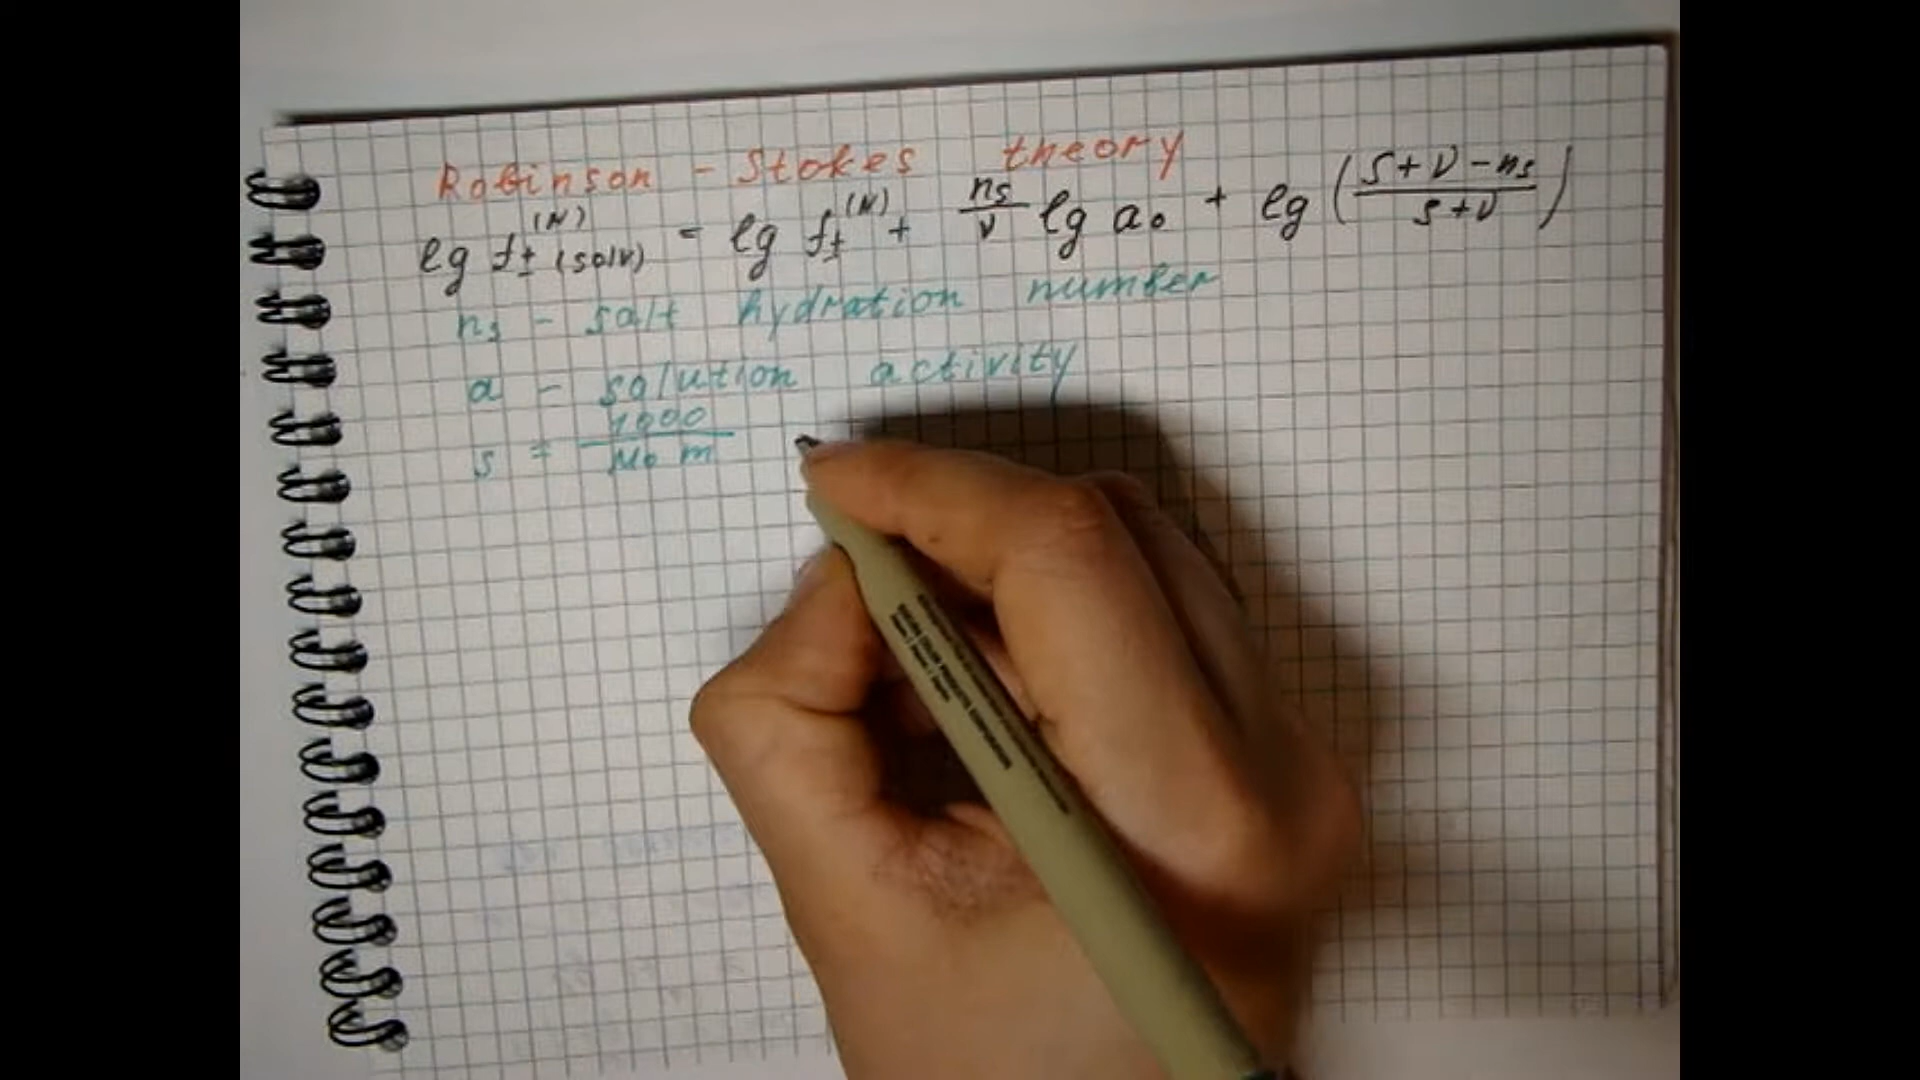 Robinson - Stokes theory
lg f± (solv)^(N) = lg f±^(N) + ns/ν lg a₀ + lg ((S+ν-ns)/(S+ν))
ns - salt hydration number
a - solution activity
s = 1000/(M₀ m)